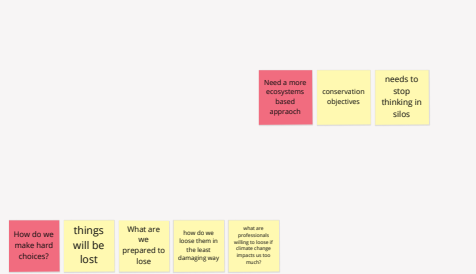 Need a more
ecosystems
based
appraoch
conservation
objectives
needs to
stop
thinking in
silos
How do we
make hard
choices?
things
will be
lost
What are
we
prepared to
lose
how do we
loose them in
the least
damaging way
what are
professionals
willing to loose if
climate change
impacts us too
much?